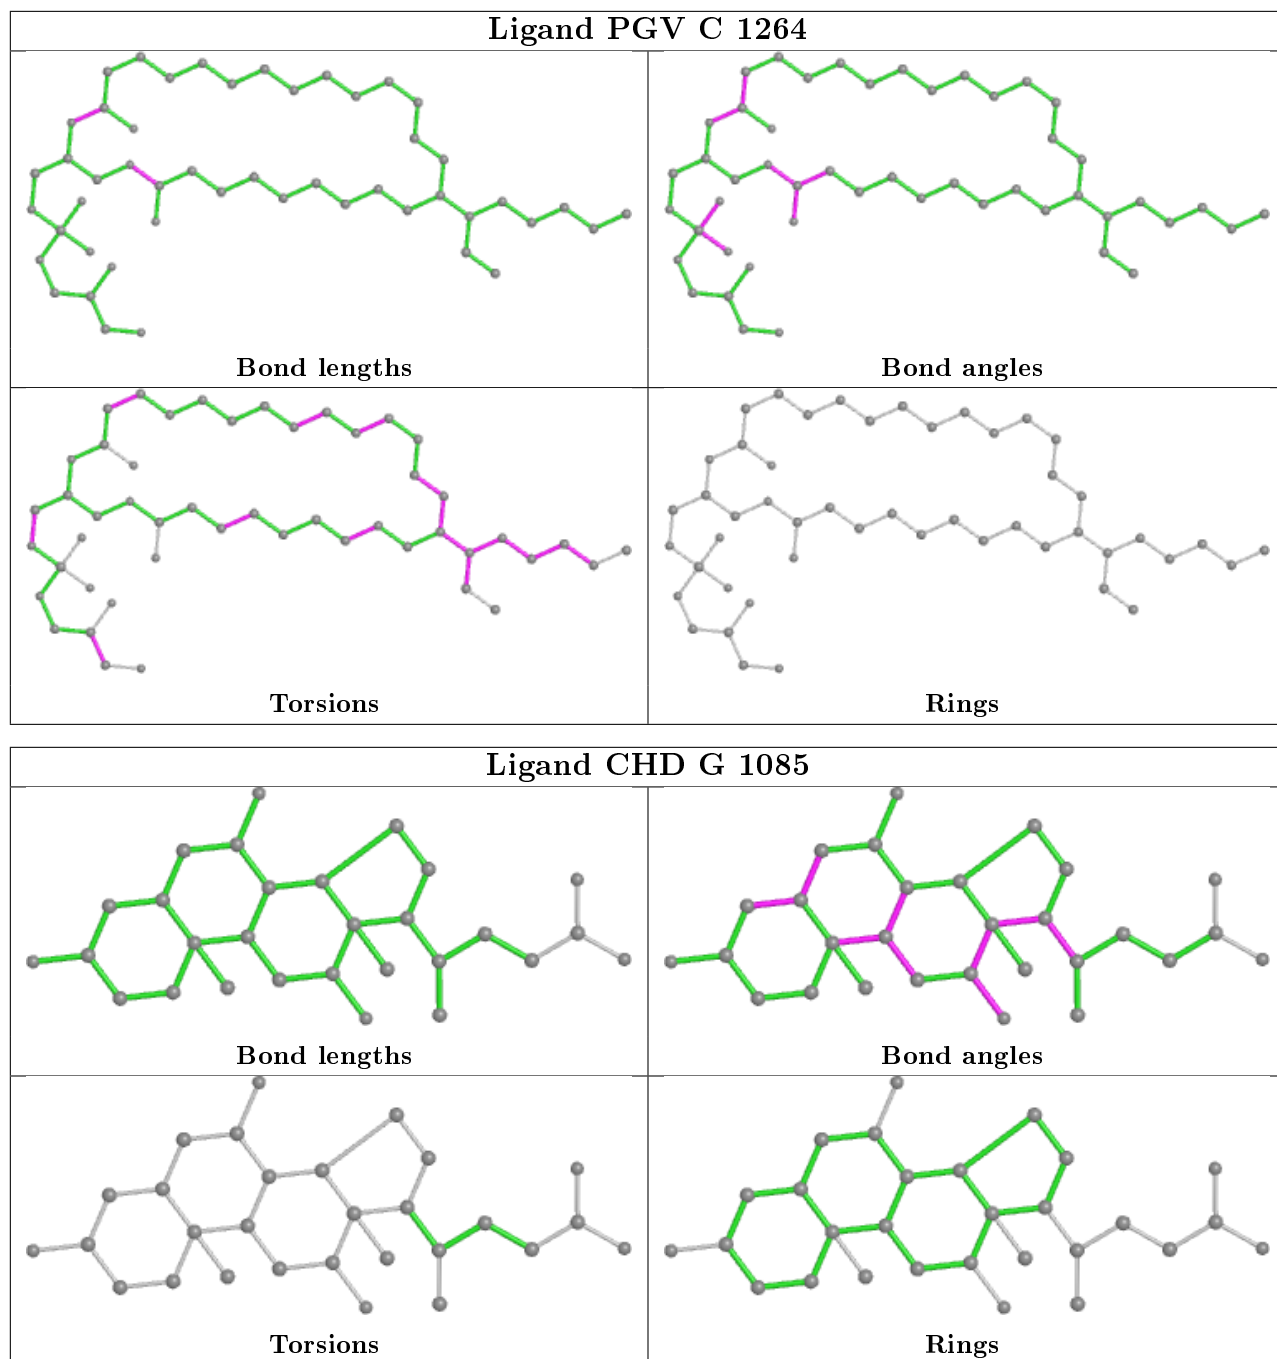 Ligand PGV C 1264
Bond lengths
Bond angles
Torsions
Rings
Ligand CHD G 1085
Bond lengths
Bond angles
Torsions
Rings